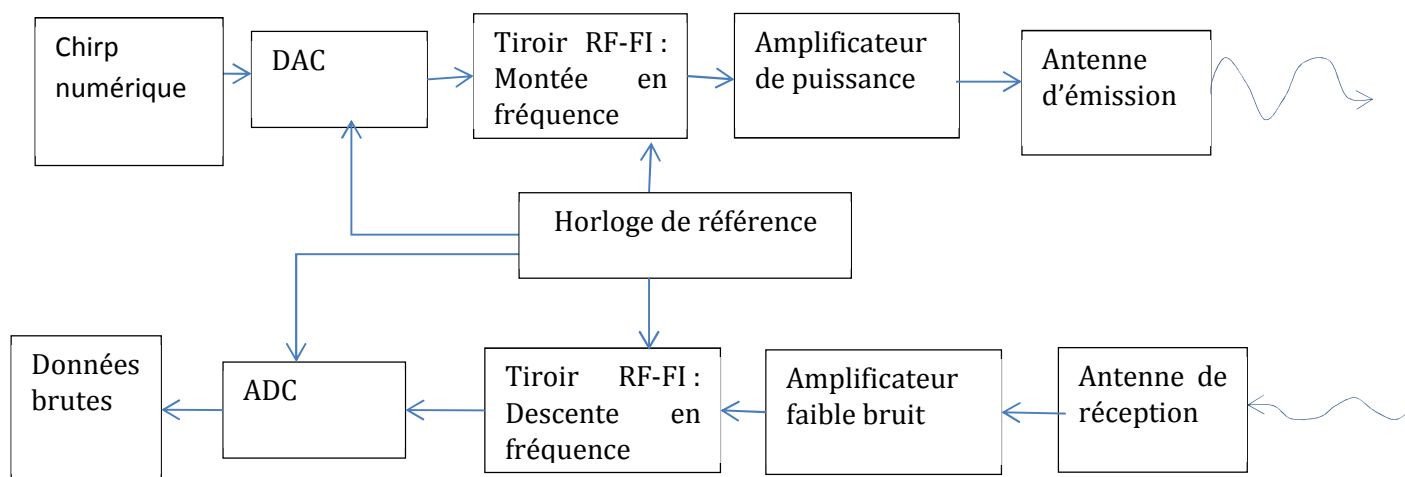 Chirp
numérique
DAC
Tiroir RF-FI :
Montée en
fréquence
Amplificateur
de puissance
Antenne
d’émission
Horloge de référence
Données
brutes
ADC
Tiroir RF-FI :
Descente en
fréquence
Amplificateur
faible bruit
Antenne de
réception